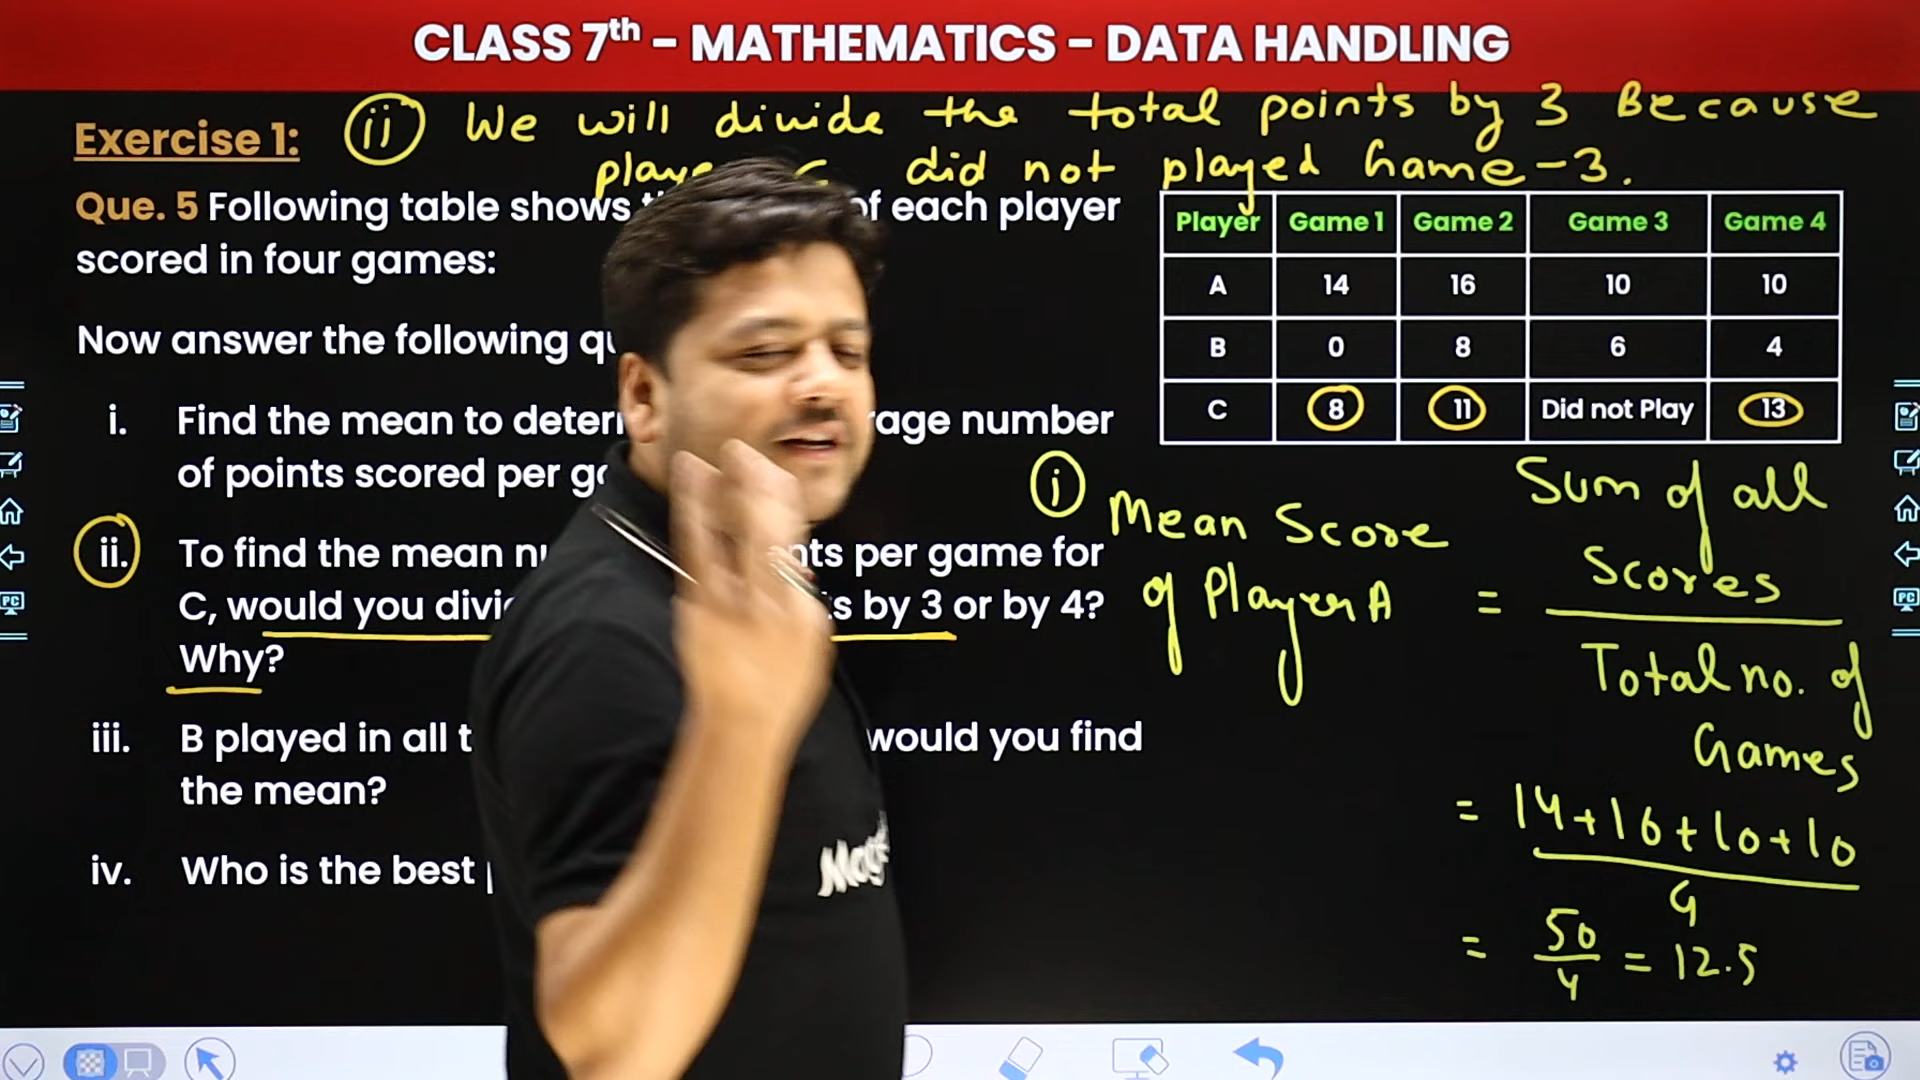 CLASS 7th - MATHEMATICS - DATA HANDLING
Exercise 1:
(ii) We will divide the total points by 3 Because
did not played Game-3.
Que. 5 Following table shows of each player
scored in four games:
Now answer the following
i. Find the mean to number
of points scored per
ii. To find the mean per game for
C, would you by 3 or by 4?
Why?
iii. B played in all would you find
the mean?
iv. Who is the best
Player Game 1 Game 2 Game 3 Game 4
A 14 16 10 10
B 0 8 6 4
C 8 11 Did not Play 13
(i) Mean Score of Player A = Sum of all Scores
Total no. of Games
= 14+16+10+10
4
= 50/4 = 12.5
PC
PC